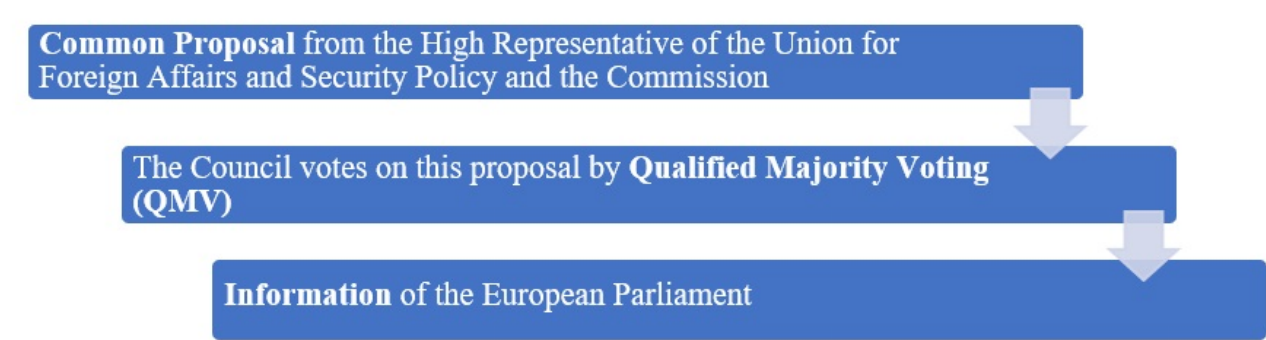 Common Proposal from the High Representative of the Union for
Foreign Affairs and Security Policy and the Commission
The Council votes on this proposal by Qualified Majority Voting
(QMV)
Information of the European Parliament